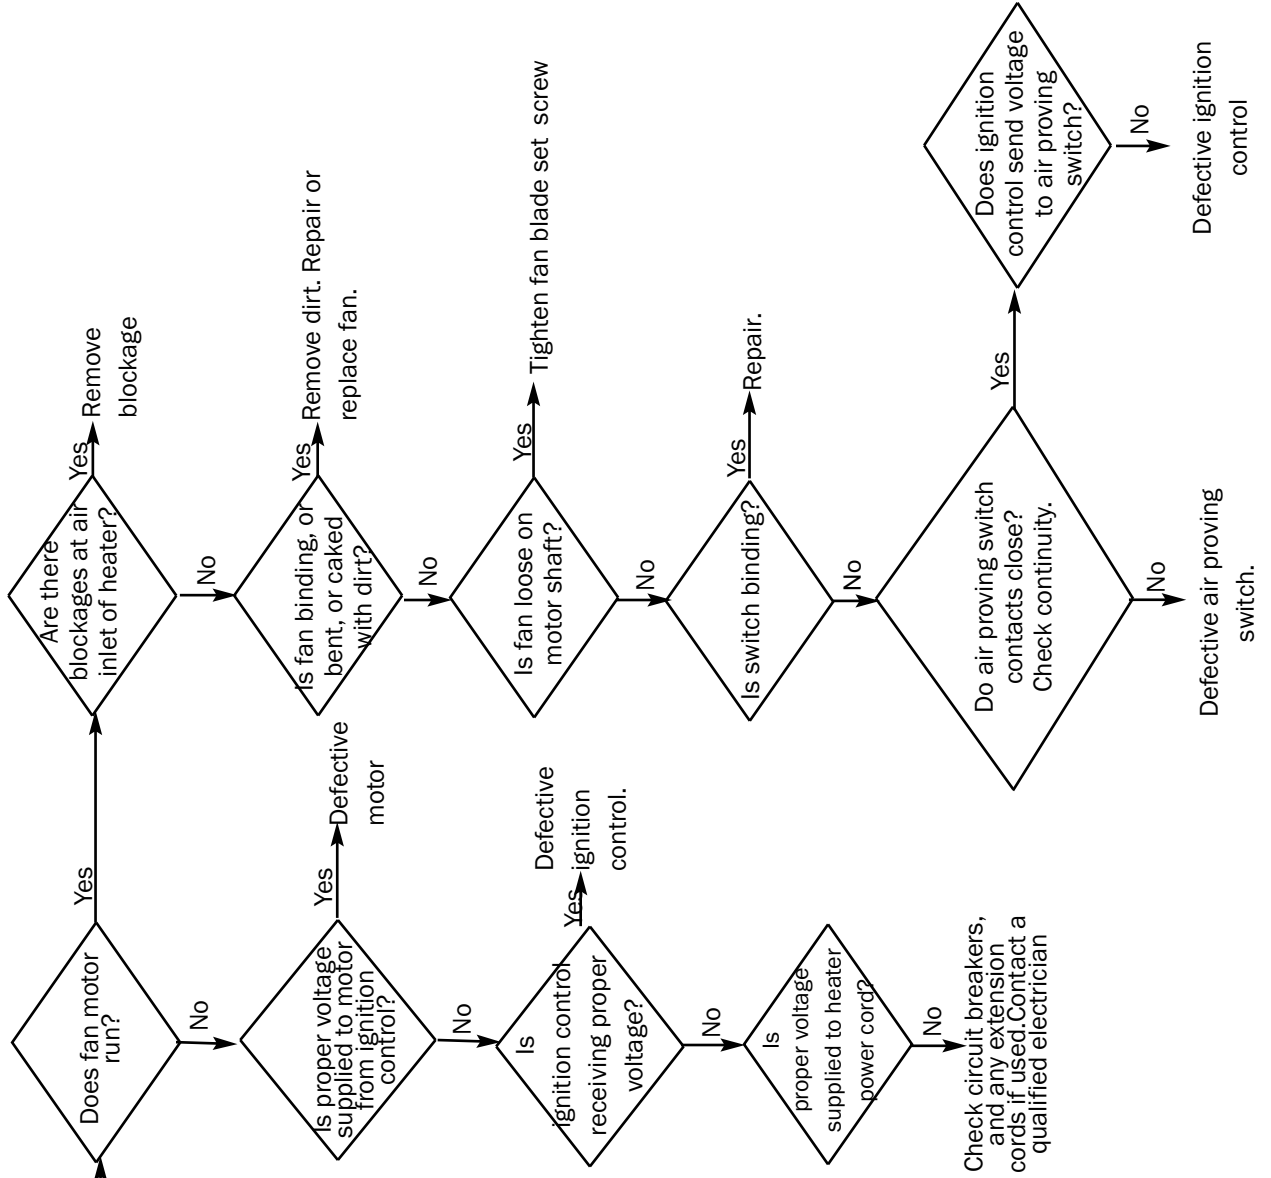 Does fan motor
run?
Yes
No
Is proper voltage
supplied to motor
from ignition
control?
Yes
Defective
motor
No
Is
ignition control
receiving proper
voltage?
Yes
Defective
ignition
control.
No
Is
proper voltage
supplied to heater
power cord?
No
Check circuit breakers,
and any extension
cords if used.Contact a
qualified electrician
Are there
blockages at air
inlet of heater?
Yes
Remove
blockage
No
Is fan binding, or
bent, or caked
with dirt?
Yes
Remove dirt. Repair or
replace fan.
No
Is fan loose on
motor shaft?
Yes
Tighten fan blade set screw
No
Is switch binding?
Yes
Repair.
No
Do air proving switch
contacts close?
Check continuity.
Yes
No
Defective air proving
switch.
Does ignition
control send voltage
to air proving
switch?
No
Defective ignition
control